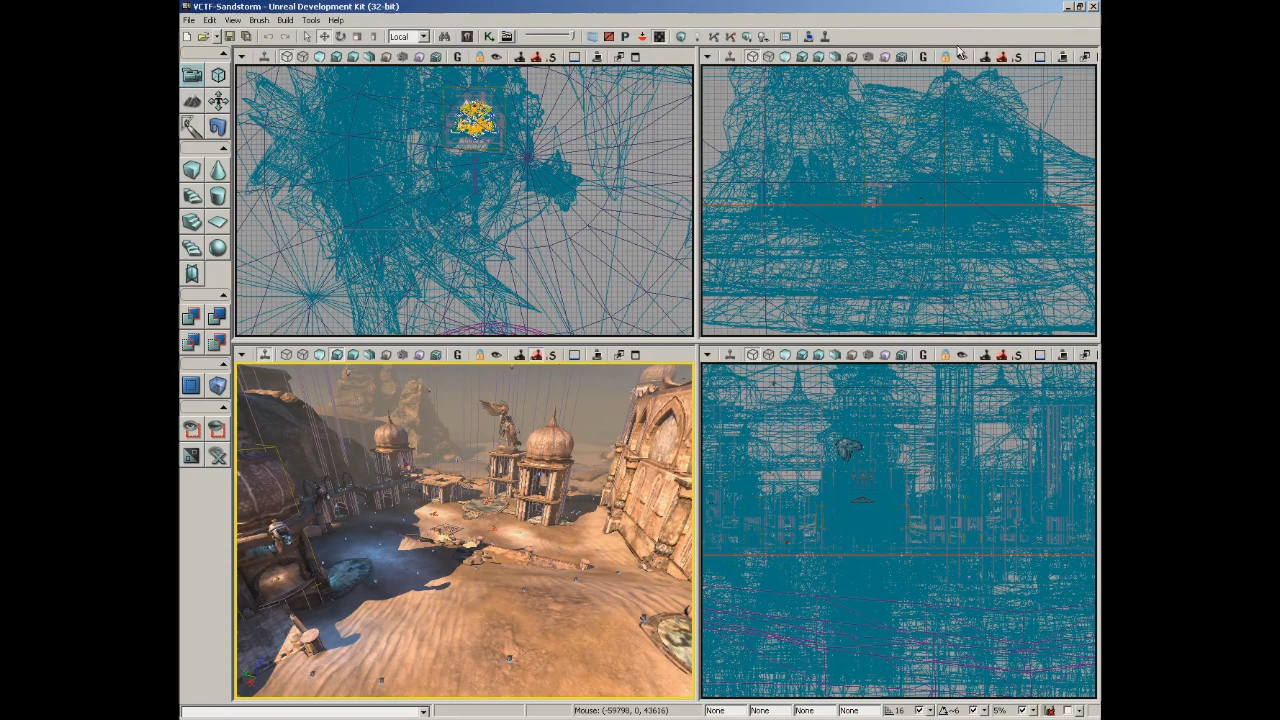 VCTF-Sandstorm - Unreal Development Kit (32-bit)
File Edit View Brush Build Tools Help
Local
K
P
G
S
G
S
G
S
G
S
Mouse: (-59798, 0, 43616)
None
None
None
None
16
~6
5%